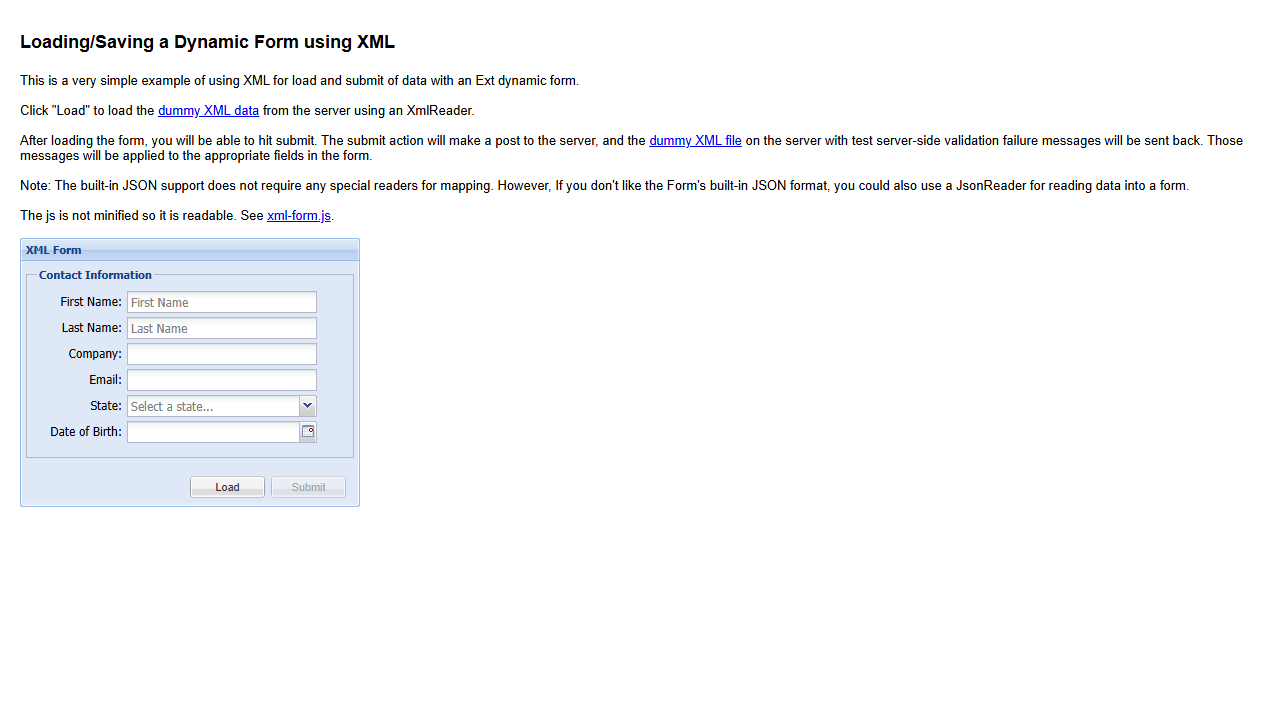 Loading/Saving a Dynamic Form using XML
This is a very simple example of using XML for load and submit of data with an Ext dynamic form.
Click "Load" to load the dummy XML data from the server using an XmlReader.
After loading the form, you will be able to hit submit. The submit action will make a post to the server, and the dummy XML file on the server with test server-side validation failure messages will be sent back. Those
messages will be applied to the appropriate fields in the form.
Note: The built-in JSON support does not require any special readers for mapping. However, If you don't like the Form's built-in JSON format, you could also use a JsonReader for reading data into a form.
The js is not minified so it is readable. See xml-form.js.
XML Form
Contact Information
First Name: First Name
Last Name: Last Name
Company:
Email:
State: Select a state...
Date of Birth:
Load Submit